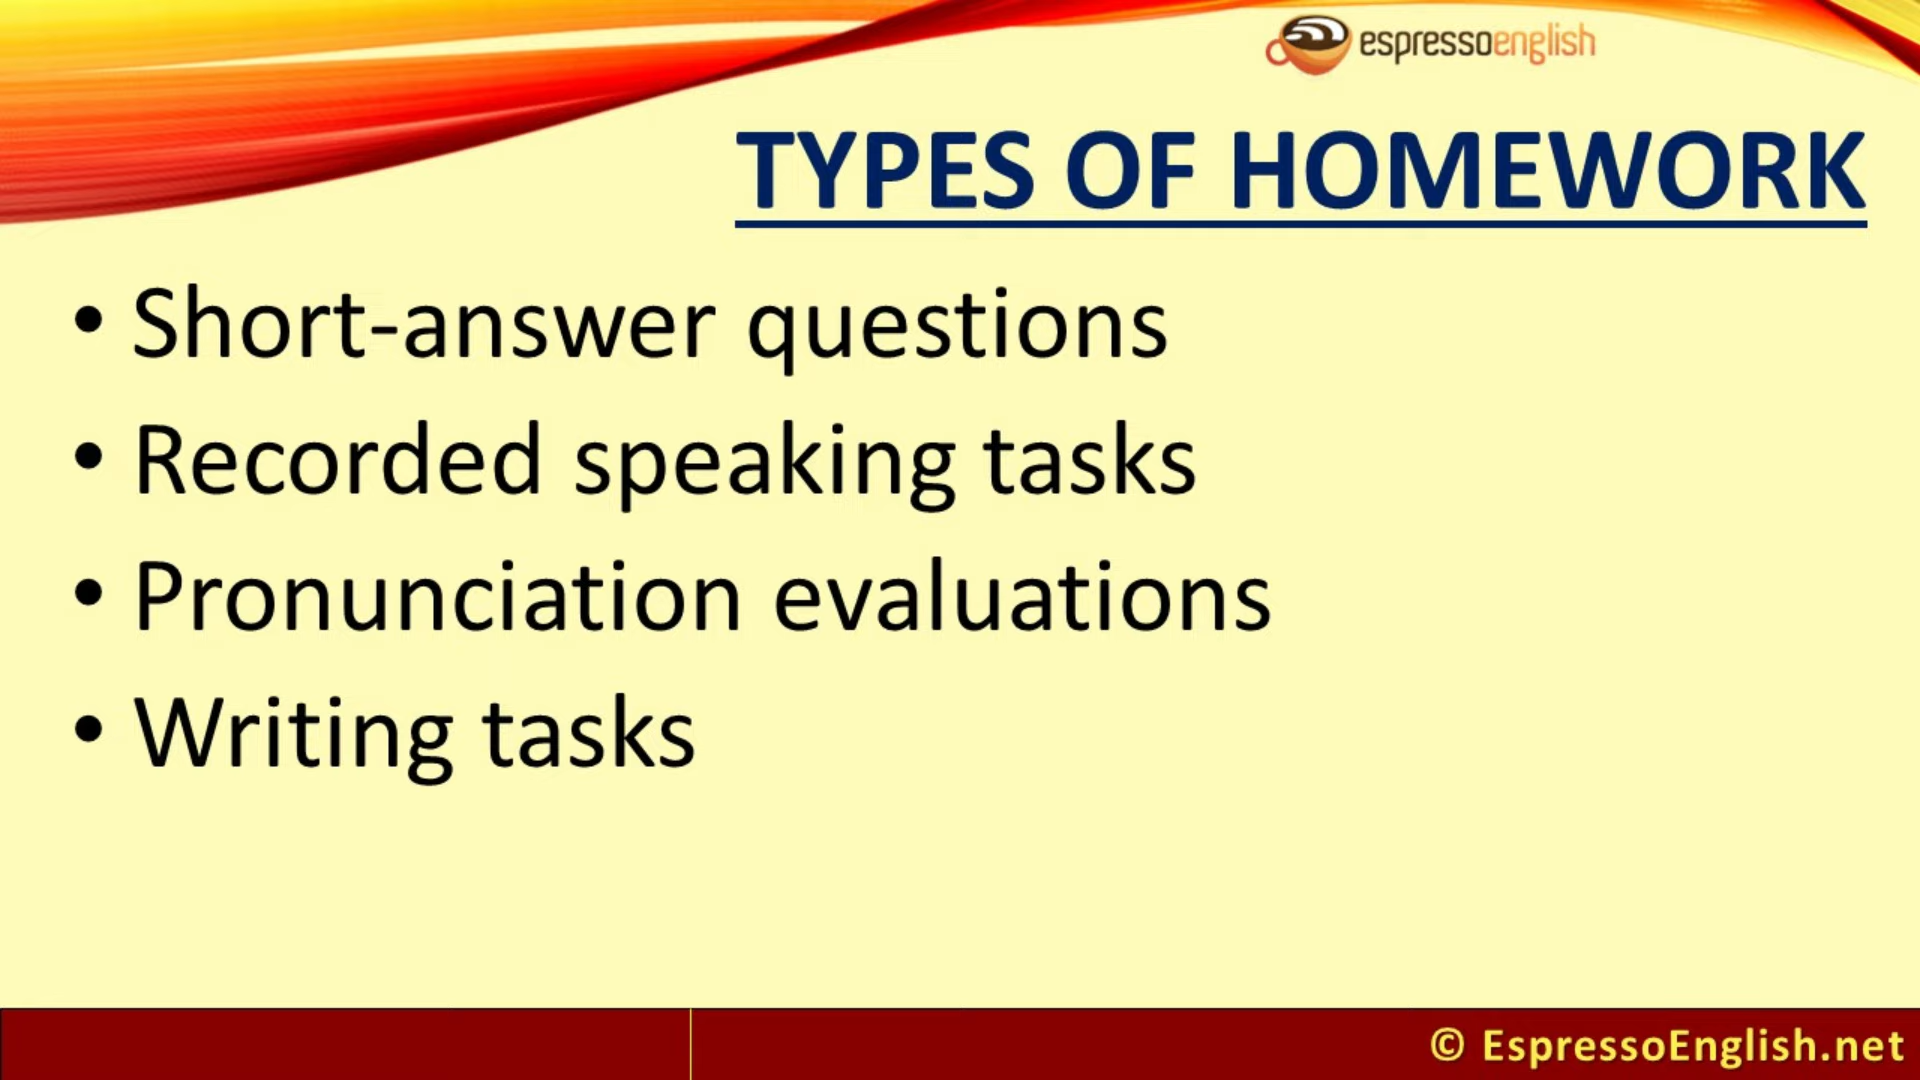 espressoenglish
TYPES OF HOMEWORK
• Short-answer questions
• Recorded speaking tasks
• Pronunciation evaluations
• Writing tasks
© EspressoEnglish.net